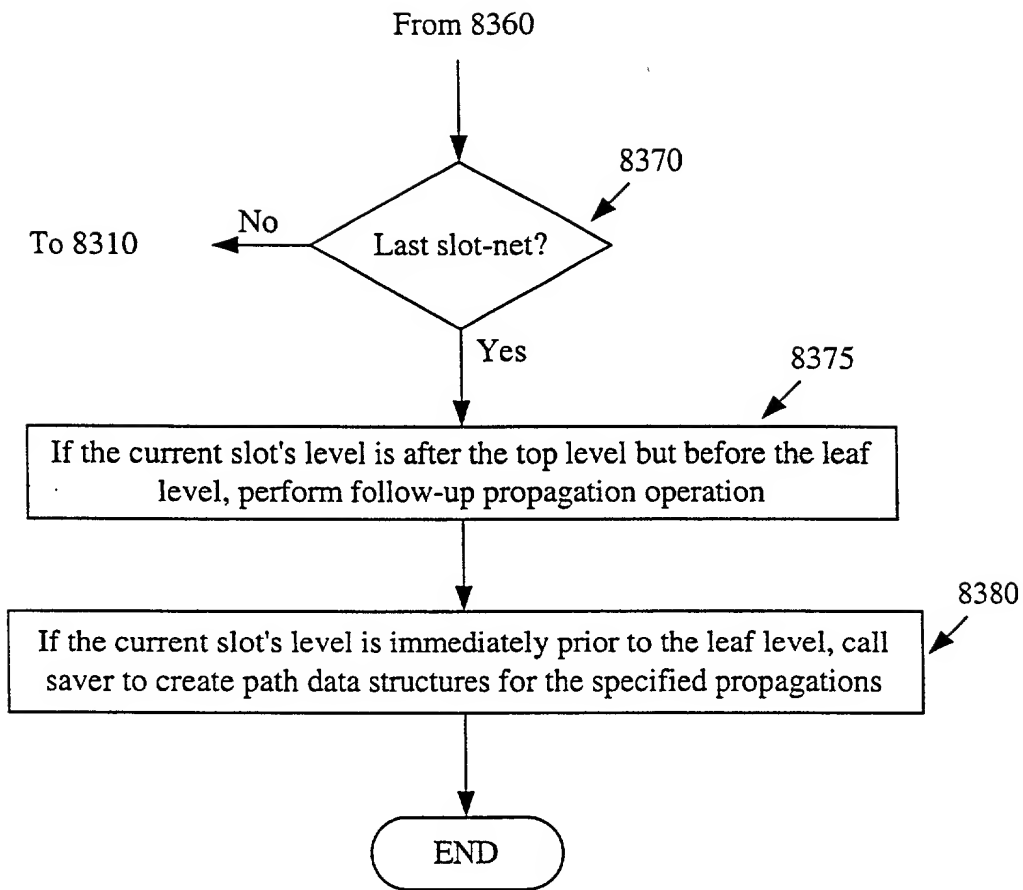 From 8360
8370
No
To 8310
Last slot-net?
Yes
8375
If the current slot's level is after the top level but before the leaf
level, perform follow-up propagation operation
8380
If the current slot's level is immediately prior to the leaf level, call
saver to create path data structures for the specified propagations
END